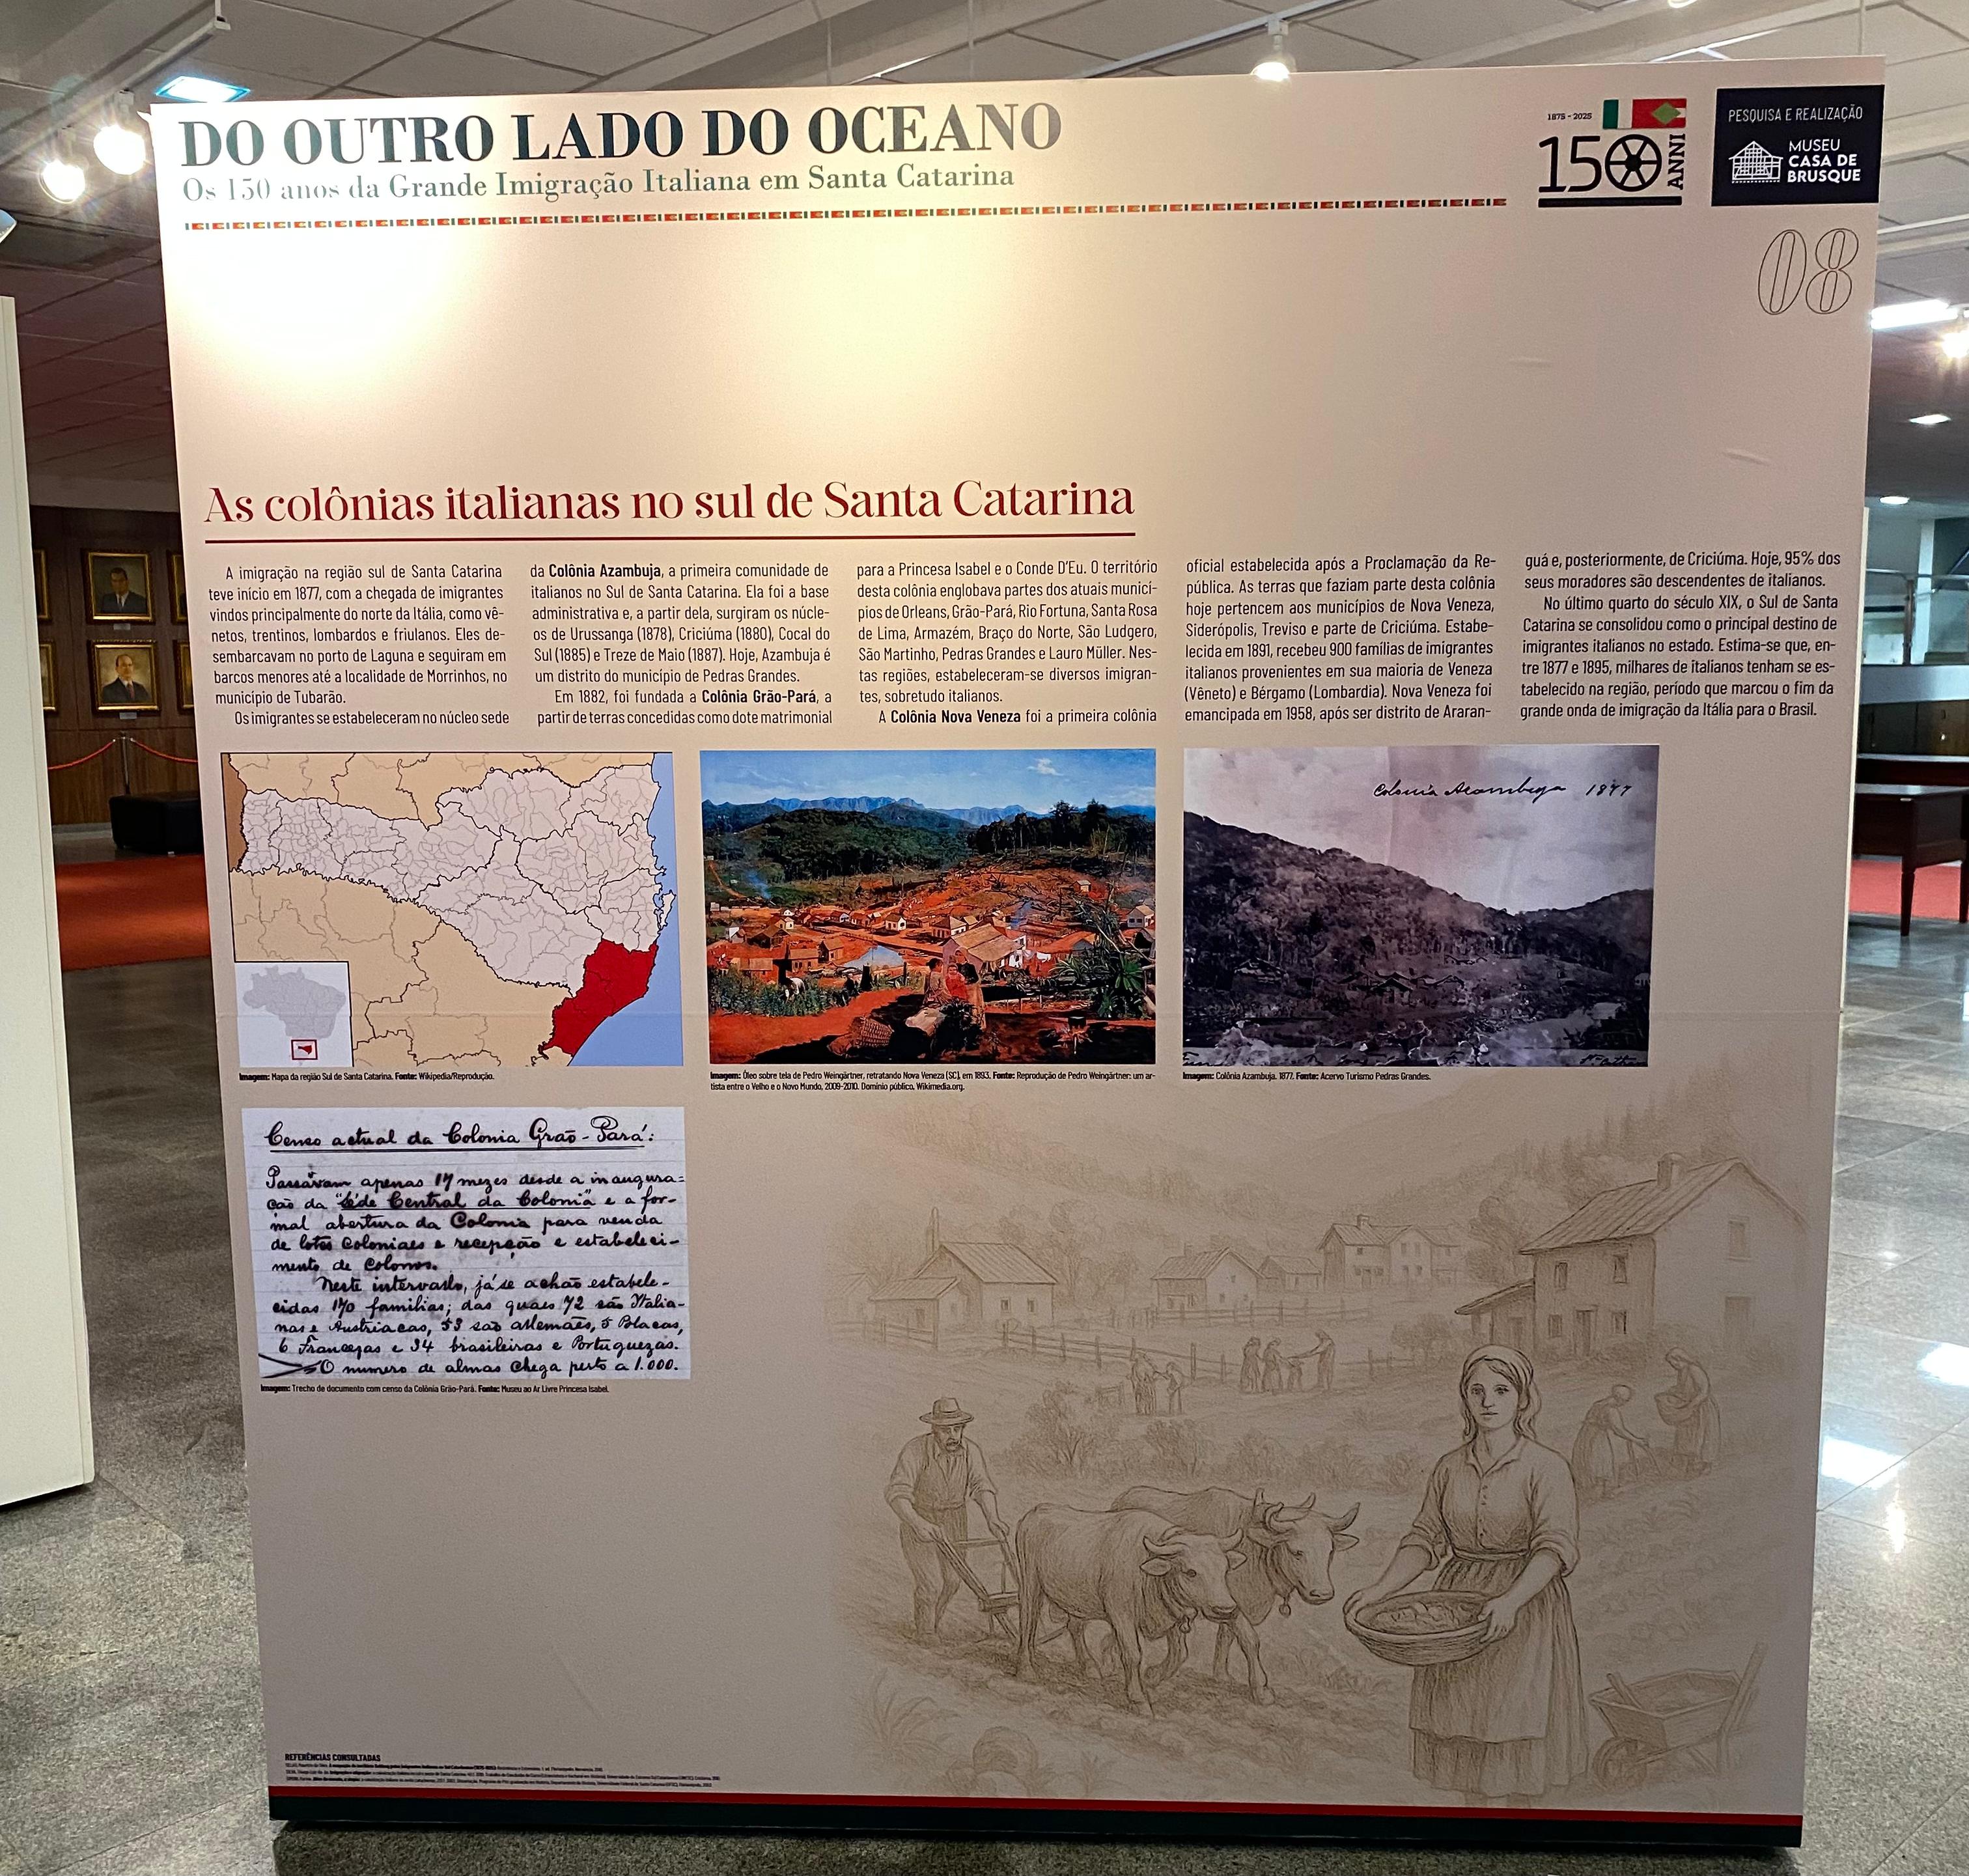 DO OUTRO LADO DO OCEANO
Os 150 anos da Grande Imigração Italiana em Santa Catarina
1875 - 2025
150
ANNI
PESQUISA E REALIZAÇÃO
MUSEU
CASA DE
BRUSQUE
08
As colônias italianas no sul de Santa Catarina
A imigração na região sul de Santa Catarina
teve início em 1877, com a chegada de imigrantes
vindos principalmente do norte da Itália, como vê-
netos, trentinos, lombardos e friulanos. Eles de-
sembarcavam no porto de Laguna e seguiram em
barcos menores até a localidade de Morrinhos, no
município de Tubarão.
Os imigrantes se estabeleceram no núcleo sede
da Colônia Azambuja, a primeira comunidade de
italianos no Sul de Santa Catarina. Ela foi a base
administrativa e, a partir dela, surgiram os núcle-
os de Urussanga (1878), Criciúma (1880), Cocal do
Sul (1885) e Treze de Maio (1887). Hoje, Azambuja é
um distrito do município de Pedras Grandes.
Em 1882, foi fundada a Colônia Grão-Pará, a
partir de terras concedidas como dote matrimonial
para a Princesa Isabel e o Conde D'Eu. O território
desta colônia englobava partes dos atuais municí-
pios de Orleans, Grão-Pará, Rio Fortuna, Santa Rosa
de Lima, Armazém, Braço do Norte, São Ludgero,
São Martinho, Pedras Grandes e Lauro Müller. Nes-
tas regiões, estabeleceram-se diversos imigran-
tes, sobretudo italianos.
A Colônia Nova Veneza foi a primeira colônia
oficial estabelecida após a Proclamação da Re-
pública. As terras que faziam parte desta colônia
hoje pertencem aos municípios de Nova Veneza,
Siderópolis, Treviso e parte de Criciúma. Estabe-
lecida em 1891, recebeu 900 famílias de imigrantes
italianos provenientes em sua maioria de Veneza
(Vêneto) e Bérgamo (Lombardia). Nova Veneza foi
emancipada em 1958, após ser distrito de Araran-
guá e, posteriormente, de Criciúma. Hoje, 95% dos
seus moradores são descendentes de italianos.
No último quarto do século XIX, o Sul de Santa
Catarina se consolidou como o principal destino de
imigrantes italianos no estado. Estima-se que, en-
tre 1877 e 1895, milhares de italianos tenham se es-
tabelecido na região, período que marcou o fim da
grande onda de imigração da Itália para o Brasil.
Colonia Azambuja 1877
Imagem: Mapa da região Sul de Santa Catarina. Fonte: Wikipedia/Reprodução.
Imagem: Óleo sobre tela de Pedro Weingärtner, retratando Nova Veneza (SC), em 1893. Fonte: Reprodução de Pedro Weingärtner: um ar-
tista entre o Velho e o Novo Mundo, 2009-2010. Domínio público, Wikimedia.org.
Imagem: Colônia Azambuja. 1877. Fonte: Acervo Turismo Pedras Grandes.
Censo actual da Colonia Grão-Pará:
Passàram apenas 17 mezes desde a inaugura=
ção da "Séde Central da Colonia" e a for-
mal abertura da Colonia para venda
de lotes Coloniaes e recepção e estabeleci-
mento de Colonos.
Neste intervallo, já se achão estabele-
cidas 170 familias; das quaes 72 são Italia-
nas e Austriacas, 53 são allemães, 5 Polacas,
6 Francezas e 34 brasileiras e Portuguezas.
O numero de almas chega perto a 1.000.
Imagem: Trecho de documento com censo da Colônia Grão-Pará. Fonte: Museu ao Ar Livre Princesa Isabel.
REFERÊNCIAS CONSULTADAS